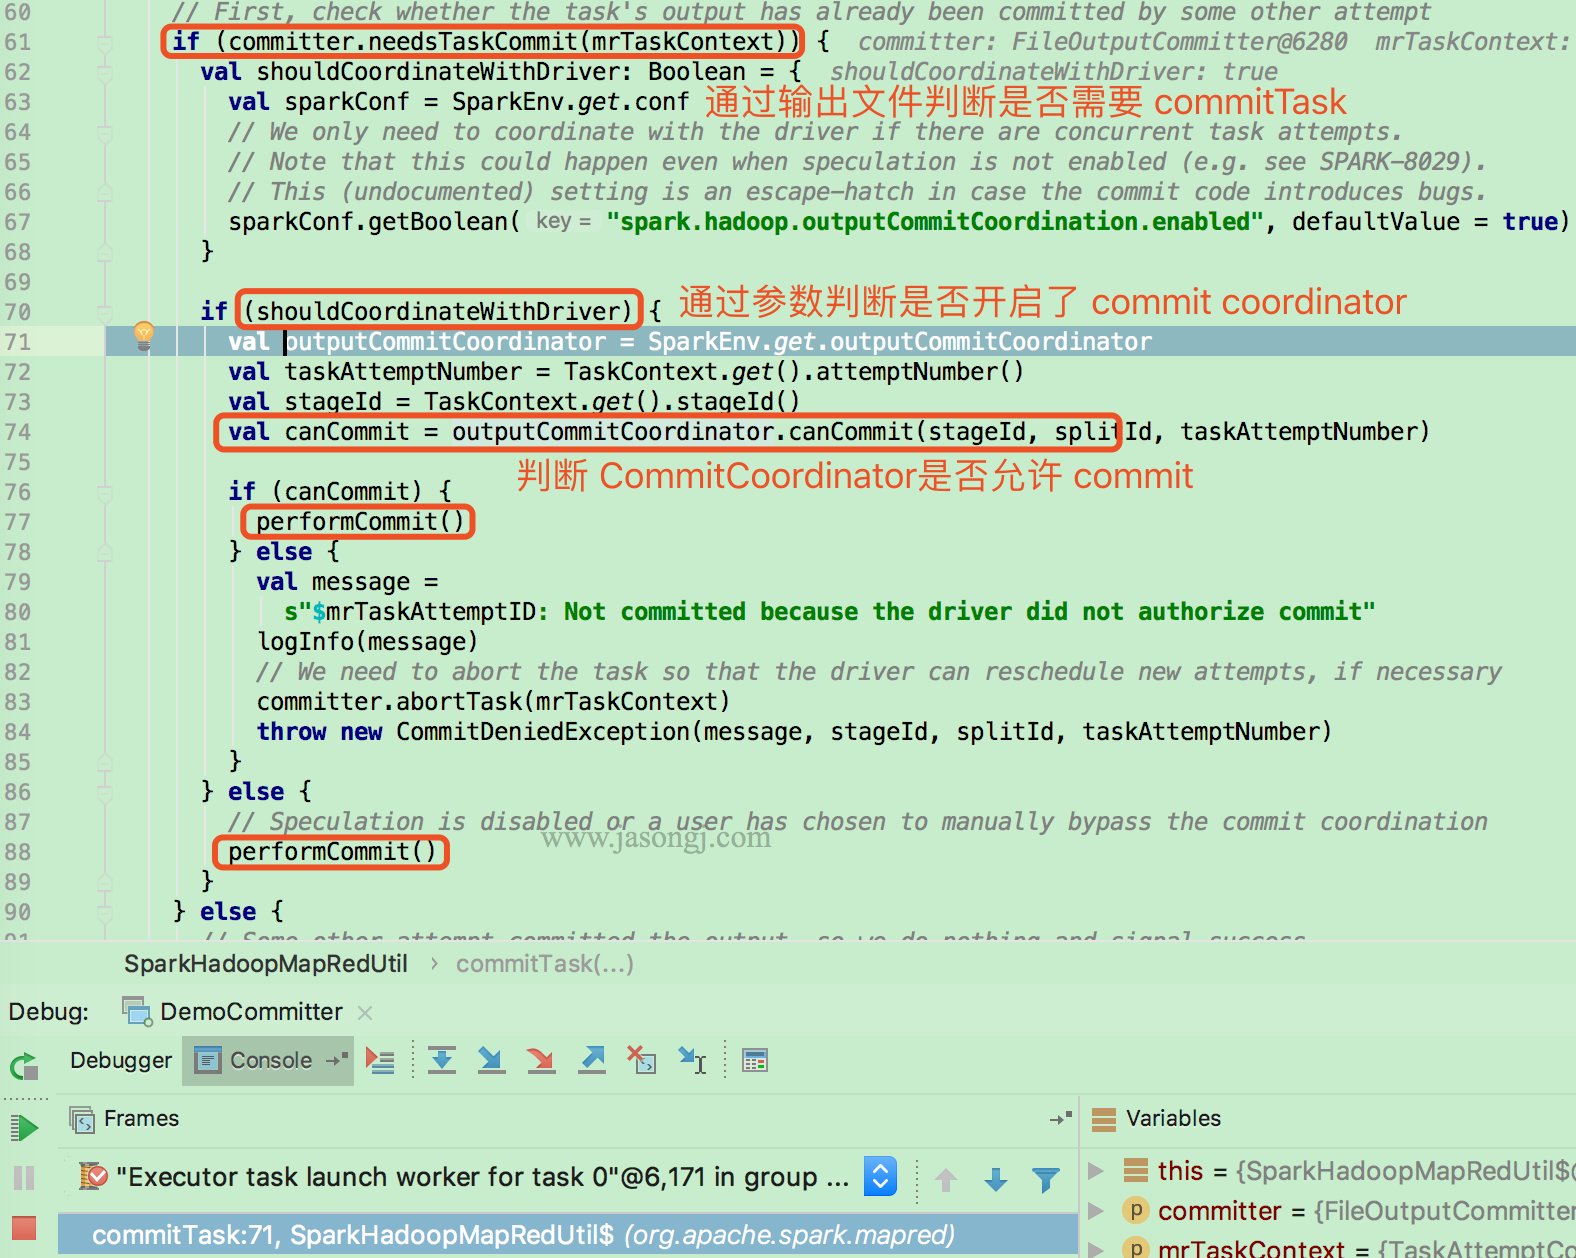 60 // First, check whether the task's output has already been committed by some other attempt
61 if (committer.needsTaskCommit(mrTaskContext)) { committer: FileOutputCommitter@6280 mrTaskContext:
62 val shouldCoordinateWithDriver: Boolean = { shouldCoordinateWithDriver: true
63 val sparkConf = SparkEnv.get.conf 通过输出文件判断是否需要 commitTask
64 // We only need to coordinate with the driver if there are concurrent task attempts.
65 // Note that this could happen even when speculation is not enabled (e.g. see SPARK-8029).
66 // This (undocumented) setting is an escape-hatch in case the commit code introduces bugs.
67 sparkConf.getBoolean( key = "spark.hadoop.outputCommitCoordination.enabled", defaultValue = true)
68 }
69
70 if (shouldCoordinateWithDriver) { 通过参数判断是否开启了 commit coordinator
71 val outputCommitCoordinator = SparkEnv.get.outputCommitCoordinator
72 val taskAttemptNumber = TaskContext.get().attemptNumber()
73 val stageId = TaskContext.get().stageId()
74 val canCommit = outputCommitCoordinator.canCommit(stageId, splitId, taskAttemptNumber)
75 判断 CommitCoordinator是否允许 commit
76 if (canCommit) {
77 performCommit()
78 } else {
79 val message =
80 s"$mrTaskAttemptID: Not committed because the driver did not authorize commit"
81 logInfo(message)
82 // We need to abort the task so that the driver can reschedule new attempts, if necessary
83 committer.abortTask(mrTaskContext)
84 throw new CommitDeniedException(message, stageId, splitId, taskAttemptNumber)
85 }
86 } else {
87 // Speculation is disabled or a user has chosen to manually bypass the commit coordination
www.jasongj.com
88 performCommit()
89 }
90 } else {
91 // Some other attempt committed the output, so we do nothing and signal success
SparkHadoopMapRedUtil › commitTask(...)
Debug: DemoCommitter
Debugger Console
Frames Variables
"Executor task launch worker for task 0"@6,171 in group ... this = {SparkHadoopMapRedUtil$@
committer = {FileOutputCommitter
commitTask:71, SparkHadoopMapRedUtil$ (org.apache.spark.mapred) mrTaskContext = {TaskAttemptCo